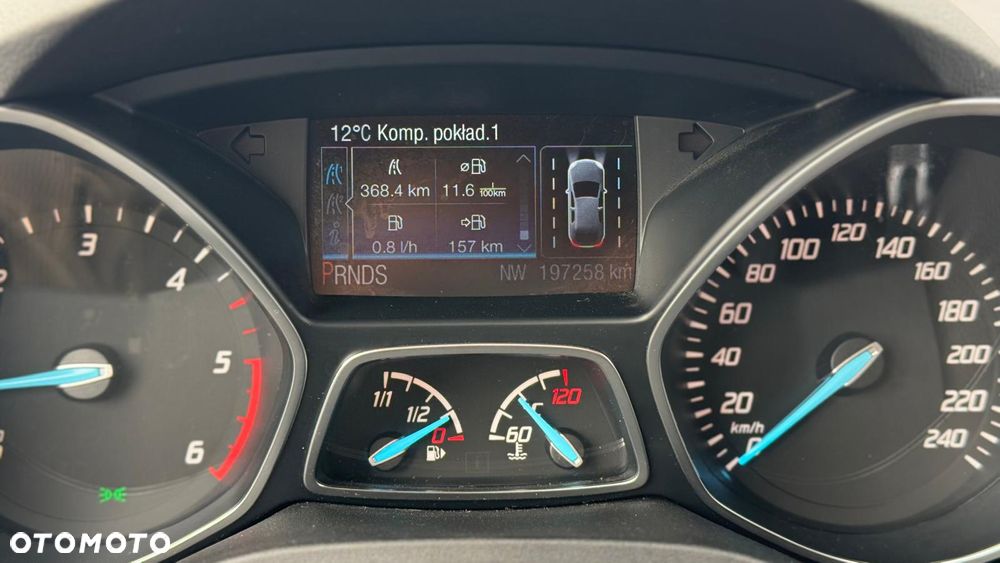 12°C Komp. pokład.1
368.4 km 11.6 100km
0.8 l/h 157 km
PRNDS NW 197258 km
3 4 5 6
1/1 1/2 0
60 °C 120
0 20 40 60 80 100 120 140 160 180 200 220 240
km/h
OTOMOTO